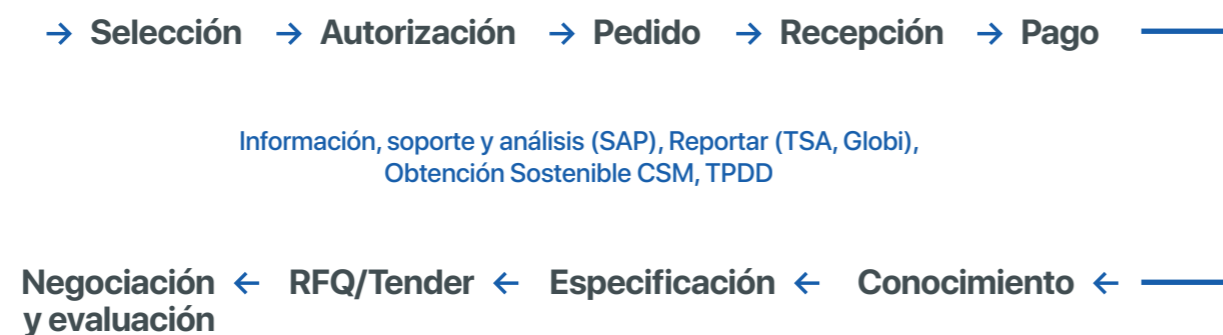 → Selección → Autorización → Pedido → Recepción → Pago
Información, soporte y análisis (SAP), Reportar (TSA, Globi),
Obtención Sostenible CSM, TPDD
Negociación ← RFQ/Tender ← Especificación ← Conocimiento ←
y evaluación